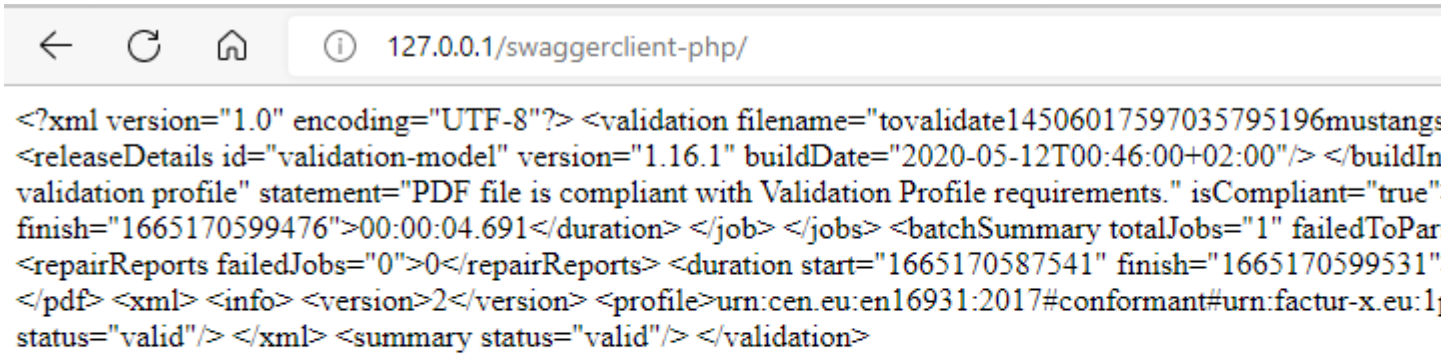 127.0.0.1/swaggerclient-php/
<?xml version="1.0" encoding="UTF-8"?> <validation filename="tovalidate14506017597035795196mustangs
<releaseDetails id="validation-model" version="1.16.1" buildDate="2020-05-12T00:46:00+02:00"/> </buildIn
validation profile" statement="PDF file is compliant with Validation Profile requirements." isCompliant="true"
finish="1665170599476">00:00:04.691</duration> </job> </jobs> <batchSummary totalJobs="1" failedToPar
<repairReports failedJobs="0">0</repairReports> <duration start="1665170587541" finish="1665170599531"
</pdf> <xml> <info> <version>2</version> <profile>urn:cen.eu:en16931:2017#conformant#urn:factur-x.eu:1p
status="valid"/> </xml> <summary status="valid"/> </validation>